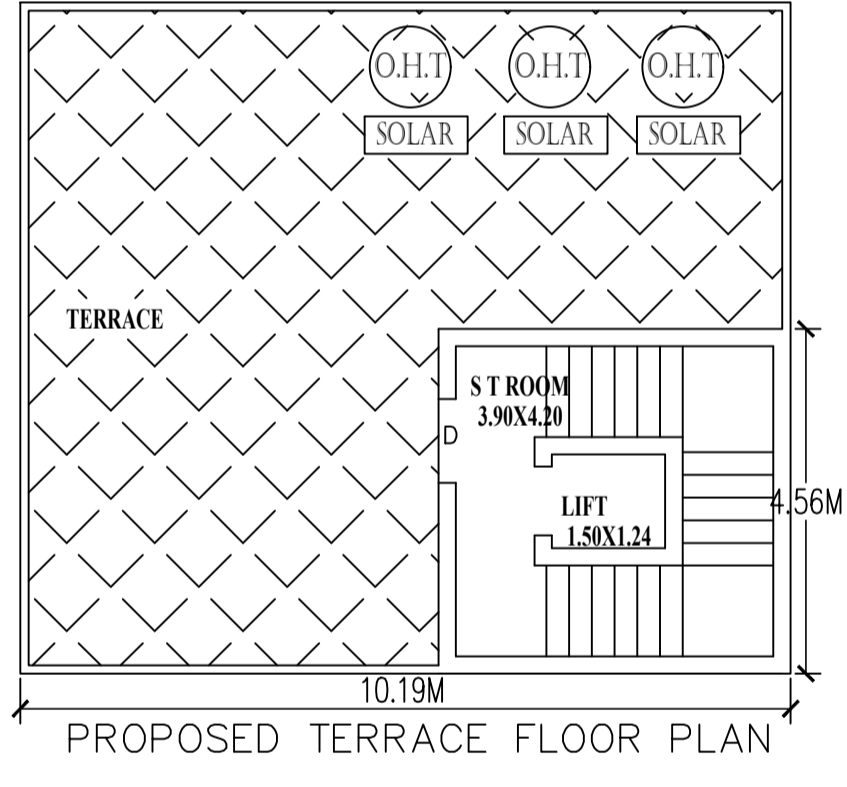 O.H.T O.H.T O.H.T
SOLAR SOLAR SOLAR
TERRACE
S T ROOM
3.90X4.20
D
LIFT
1.50X1.24
4.56M
10.19M
PROPOSED TERRACE FLOOR PLAN